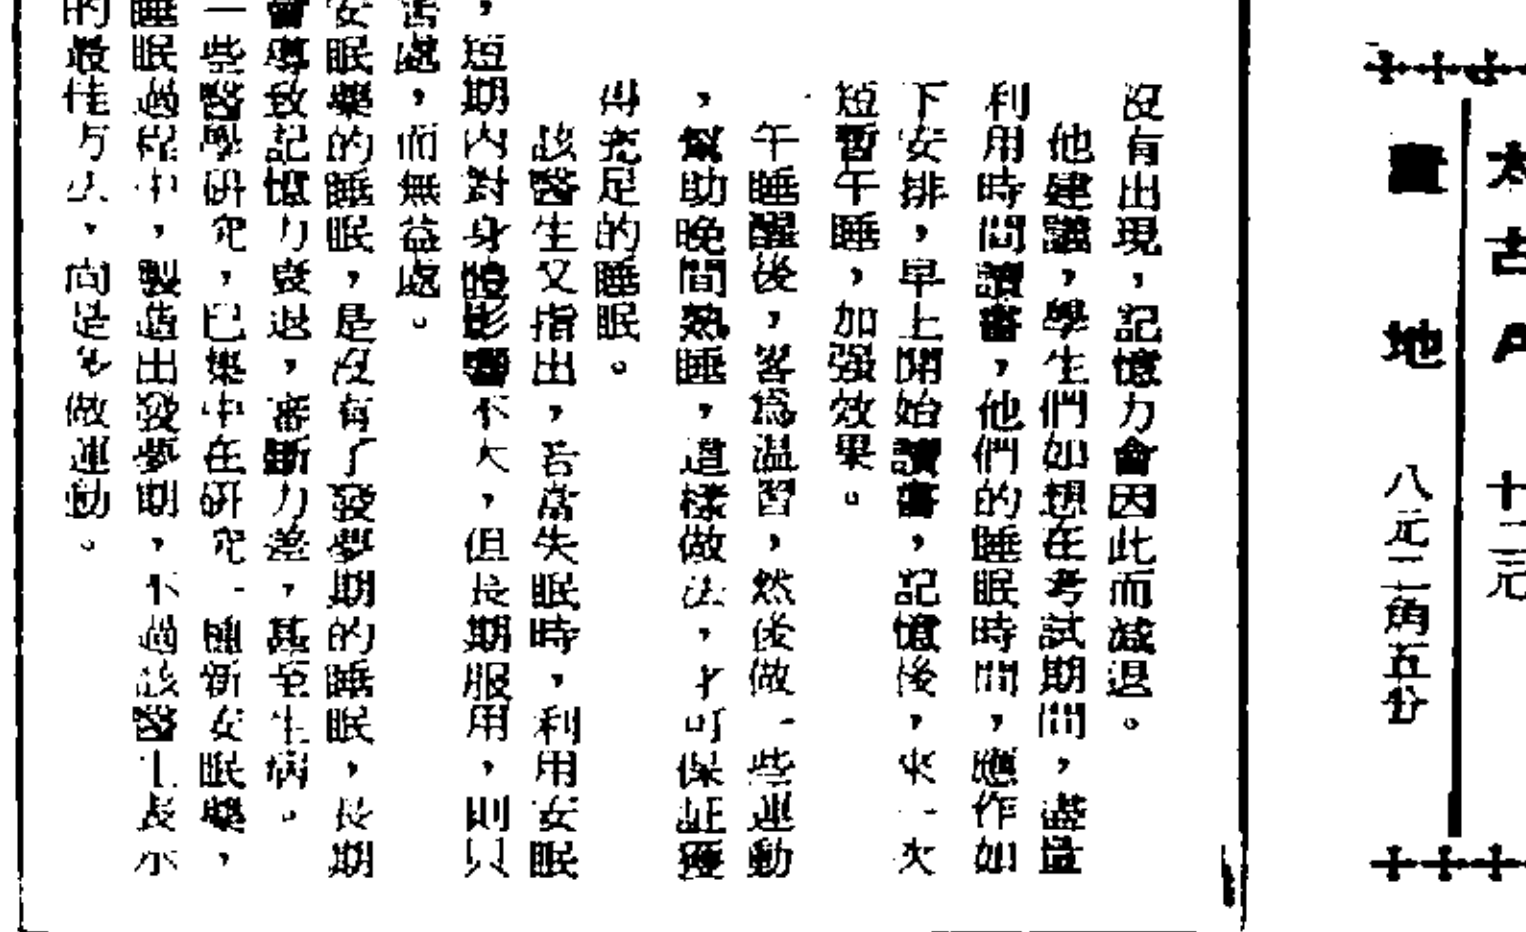 太古A 十二元
地 八元二角五分
沒有出現，記憶力會因此而減退。
他建議，學生們如想在考試期間，盡量
利用時間讀書，他們的睡眠時間，應作如
下安排，早上開始讀書，記憶後，來一次
短暫午睡，加强效果。
午睡醒後，畧為温習，然後做一些運動
，幫助晚間熟睡，這樣做法，才可保証獲
得充足的睡眠。
該醫生又指出，若常失眠時，利用安眠
，短期內對身體影響不大，但長期服用，則只
害處，而無益處。
安眠藥的睡眠，是沒有了發夢期的睡眠，長期
會導致記憶力衰退，審斷力差，甚至生病。
一些醫學研究，已集中在研究一種新安眠藥，
睡眠過程中，製造出發夢期，不過該醫生表示
的最佳方法，尚是多做運動。